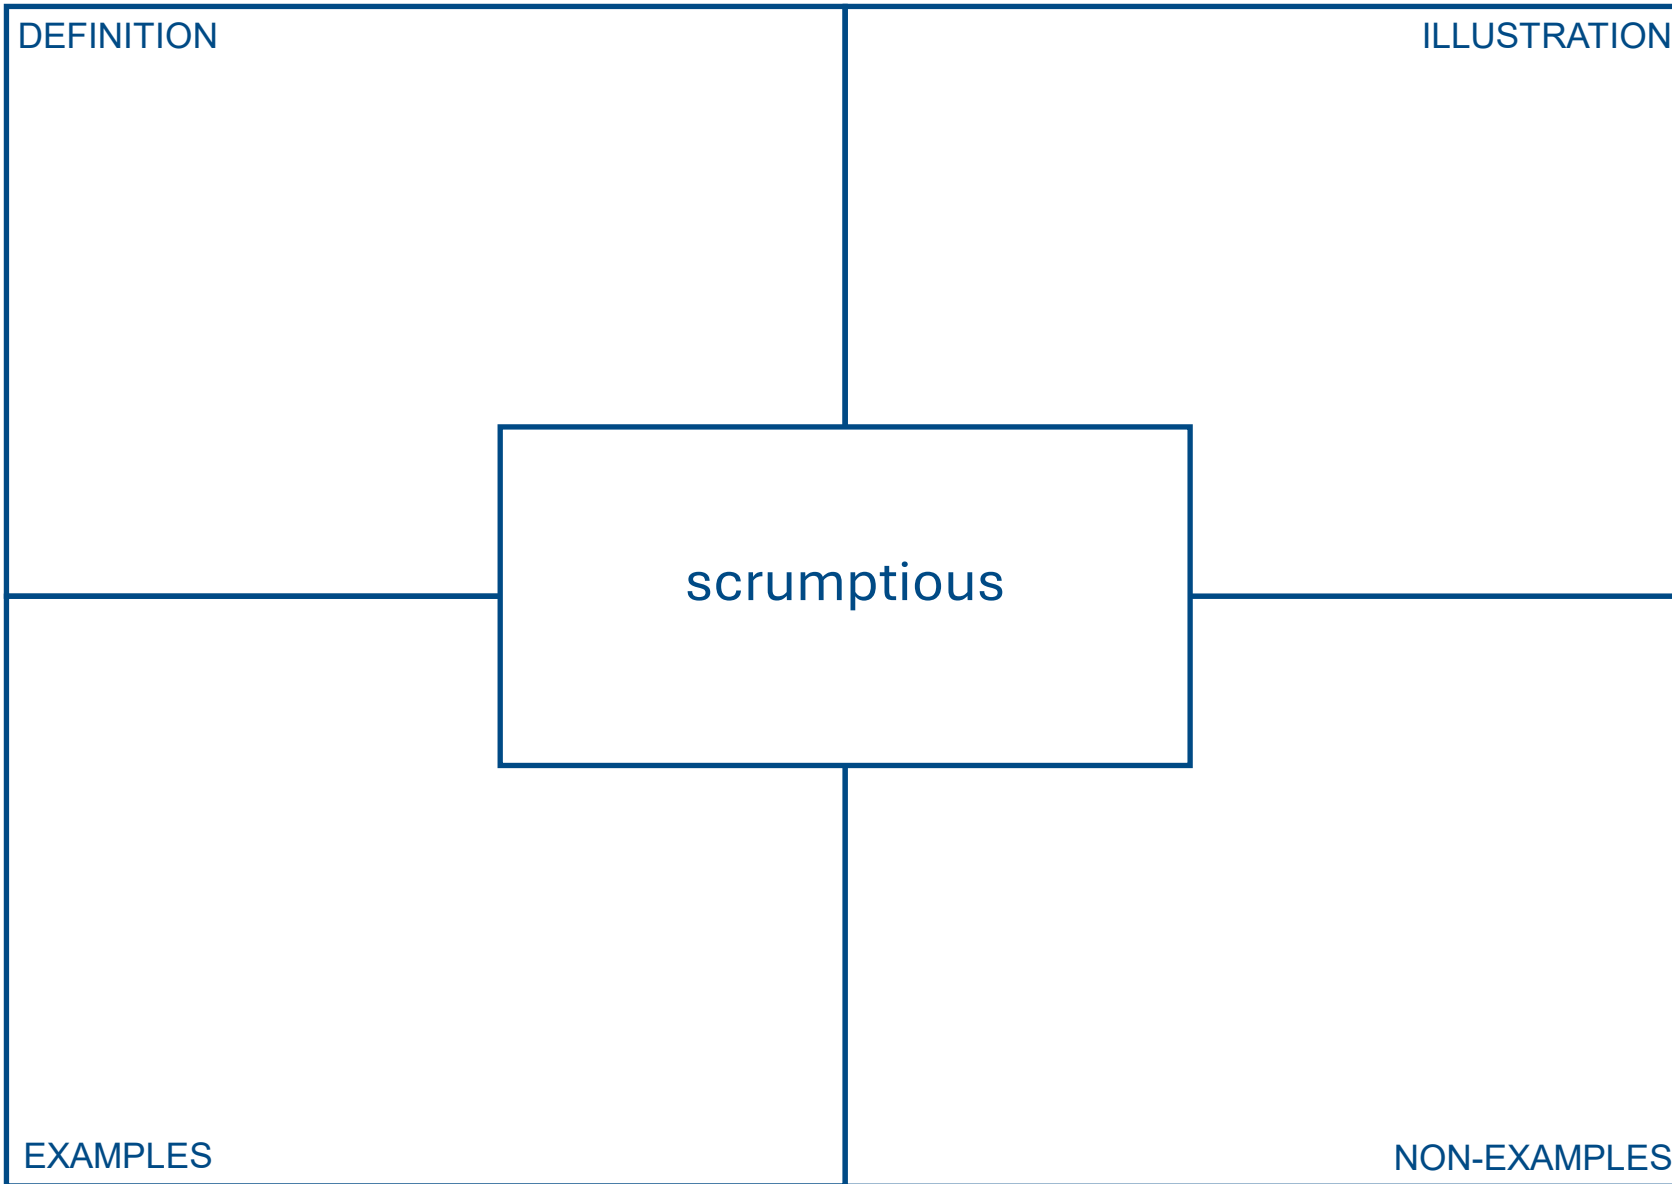 DEFINITION
ILLUSTRATION
scrumptious
EXAMPLES
NON-EXAMPLES